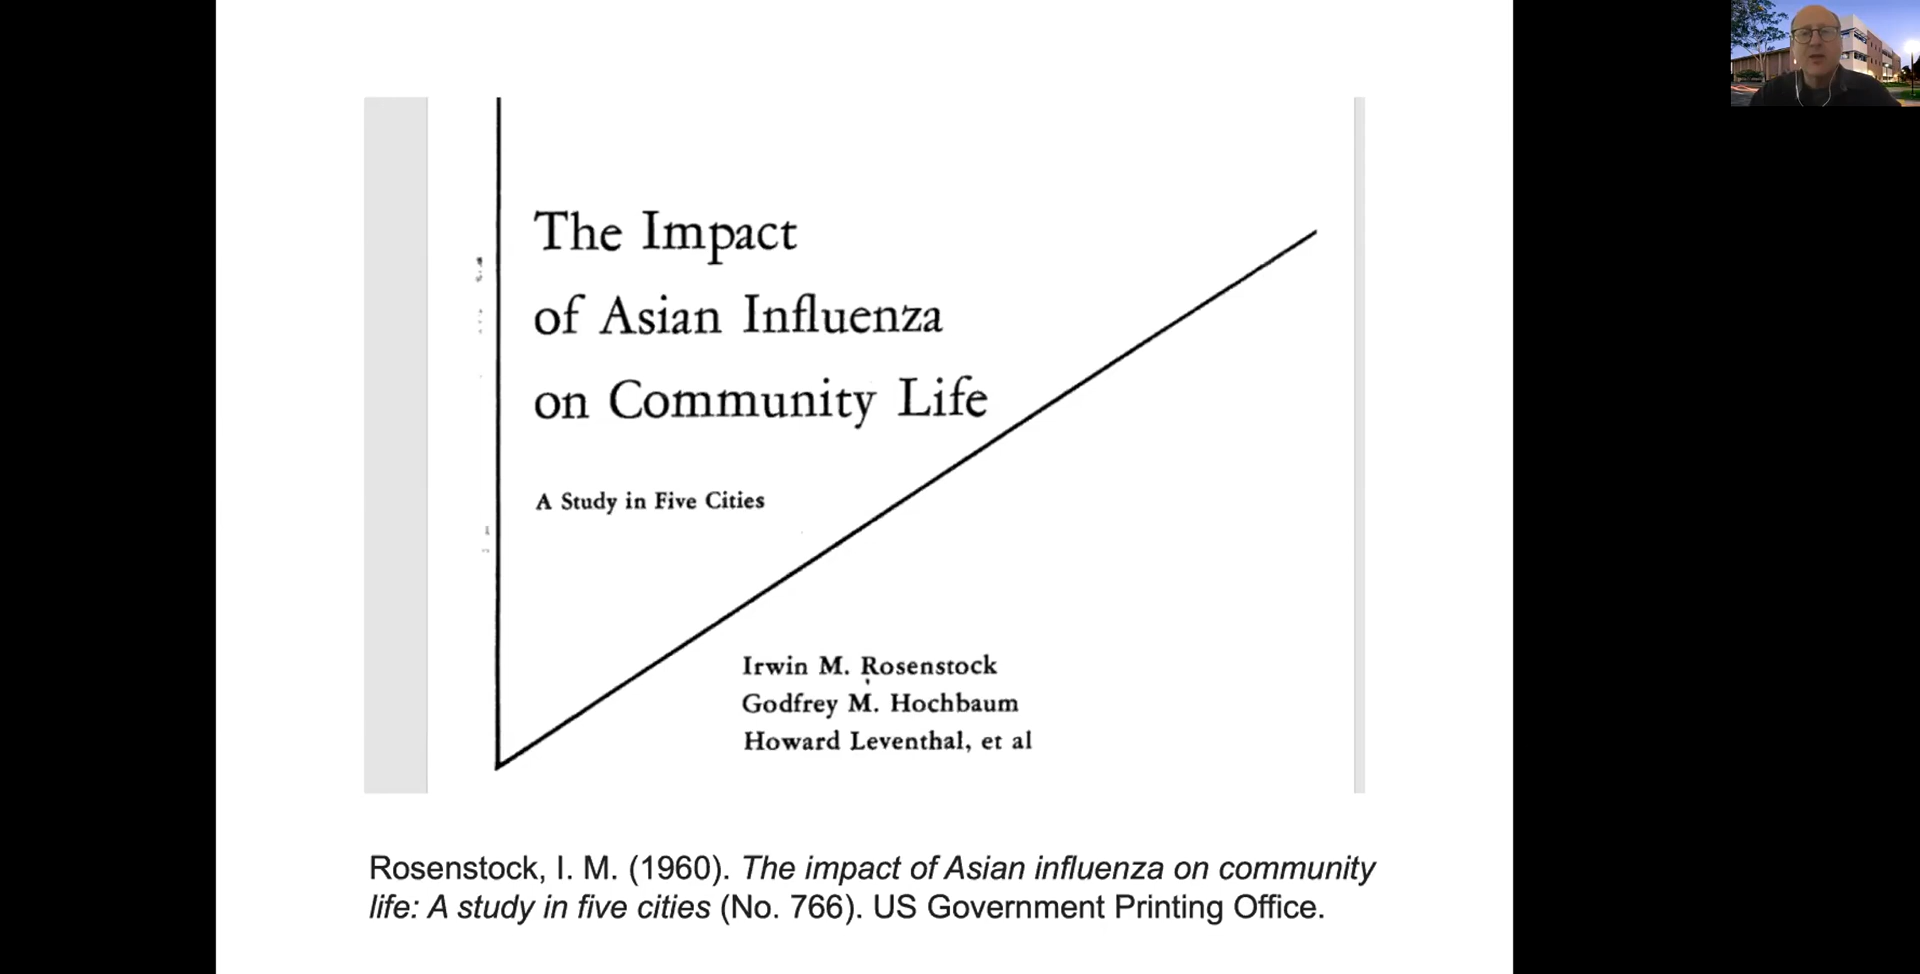 The Impact
of Asian Influenza
on Community Life
A Study in Five Cities
Irwin M. Rosenstock
Godfrey M. Hochbaum
Howard Leventhal, et al
Rosenstock, I. M. (1960). The impact of Asian influenza on community
life: A study in five cities (No. 766). US Government Printing Office.